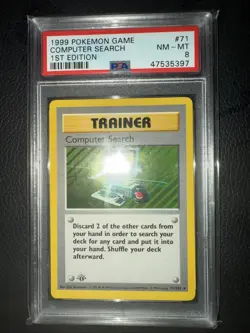 1999 POKEMON GAME #71
COMPUTER SEARCH NM - MT
1ST EDITION 8
PSA 47535397
TRAINER
Computer Search
Discard 2 of the other cards from
your hand in order to search your
deck for any card and put it into
your hand. Shuffle your deck
afterward.